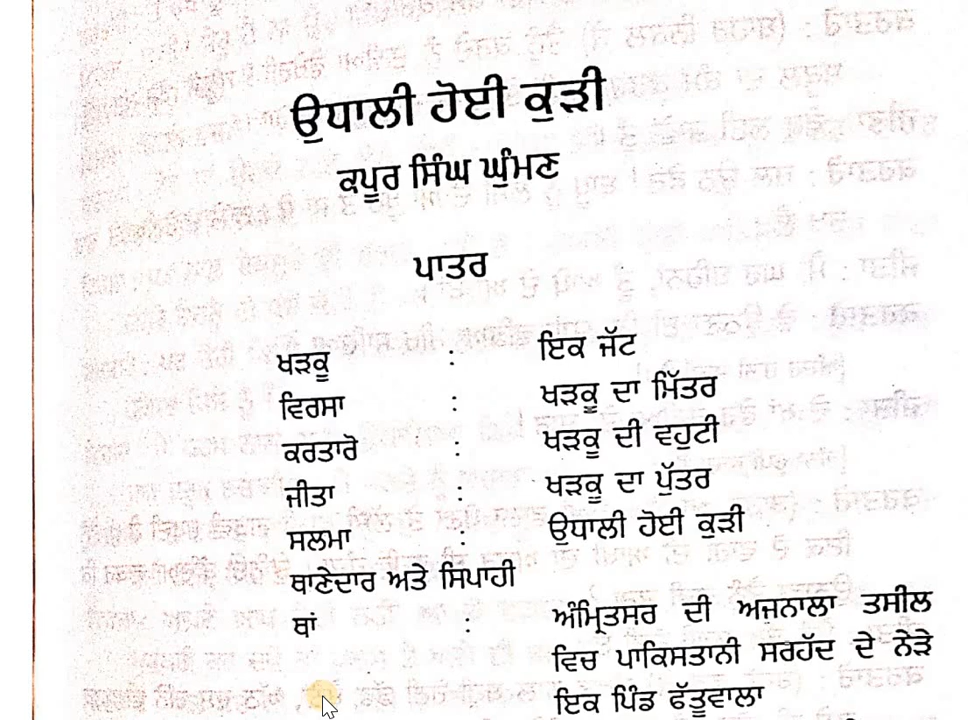 ਉਧਾਲੀ ਹੋਈ ਕੁੜੀ
ਕਪੂਰ ਸਿੰਘ ਘੁੰਮਣ
ਪਾਤਰ
ਖੜਕੂ : ਇਕ ਜੱਟ
ਵਿਰਸਾ : ਖੜਕੂ ਦਾ ਮਿੱਤਰ
ਕਰਤਾਰੋ : ਖੜਕੂ ਦੀ ਵਹੁਟੀ
ਜੀਤਾ : ਖੜਕੂ ਦਾ ਪੁੱਤਰ
ਸਲਮਾ : ਉਧਾਲੀ ਹੋਈ ਕੁੜੀ
ਥਾਣੇਦਾਰ ਅਤੇ ਸਿਪਾਹੀ
ਥਾਂ : ਅੰਮ੍ਰਿਤਸਰ ਦੀ ਅਜਨਾਲਾ ਤਸੀਲ
ਵਿਚ ਪਾਕਿਸਤਾਨੀ ਸਰਹੱਦ ਦੇ ਨੇੜੇ
ਇਕ ਪਿੰਡ ਫੱਤੂਵਾਲਾ